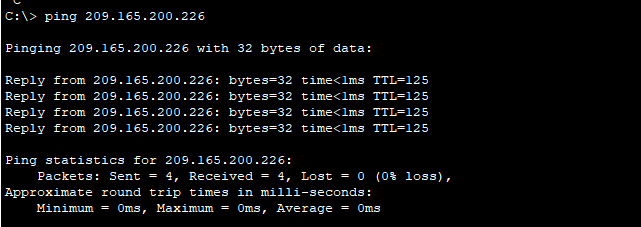 C
C:\> ping 209.165.200.226
Pinging 209.165.200.226 with 32 bytes of data:
Reply from 209.165.200.226: bytes=32 time<1ms TTL=125
Reply from 209.165.200.226: bytes=32 time<1ms TTL=125
Reply from 209.165.200.226: bytes=32 time<1ms TTL=125
Reply from 209.165.200.226: bytes=32 time<1ms TTL=125
Ping statistics for 209.165.200.226:
    Packets: Sent = 4, Received = 4, Lost = 0 (0% loss),
Approximate round trip times in milli-seconds:
    Minimum = 0ms, Maximum = 0ms, Average = 0ms